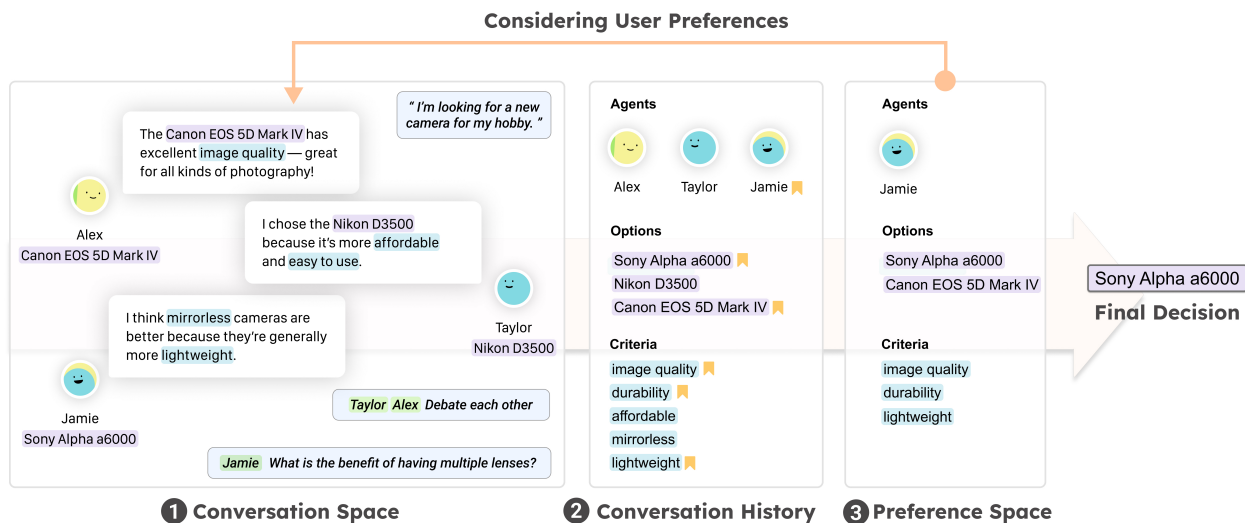 Considering User Preferences
“ I’m looking for a new
camera for my hobby. ”
The Canon EOS 5D Mark IV has
excellent image quality — great
for all kinds of photography!
Alex
Canon EOS 5D Mark IV
I chose the Nikon D3500
because it’s more affordable
and easy to use.
Taylor
Nikon D3500
I think mirrorless cameras are
better because they’re generally
more lightweight.
Jamie
Sony Alpha a6000
Taylor Alex Debate each other
Jamie What is the benefit of having multiple lenses?
1 Conversation Space
Agents
Alex
Taylor
Jamie
Options
Sony Alpha a6000
Nikon D3500
Canon EOS 5D Mark IV
Criteria
image quality
durability
affordable
mirrorless
lightweight
2 Conversation History
Agents
Jamie
Options
Sony Alpha a6000
Canon EOS 5D Mark IV
Criteria
image quality
durability
lightweight
3 Preference Space
Sony Alpha a6000
Final Decision